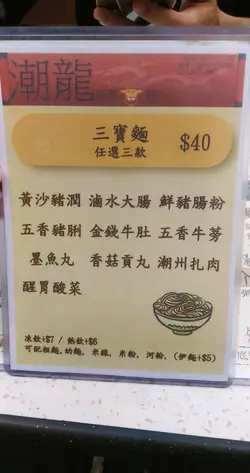 潮龍
三寶麵
任選三款
$40
黃沙豬潤 滷水大腸 鮮豬腸粉
五香豬脷 金錢牛肚 五香牛蒡
墨魚丸 香菇貢丸 潮州扎肉
醒胃酸菜
凍飲+$7 / 熱飲+$6
可配粗麵, 幼麵, 米線, 米粉, 河粉, (伊麵+$5)